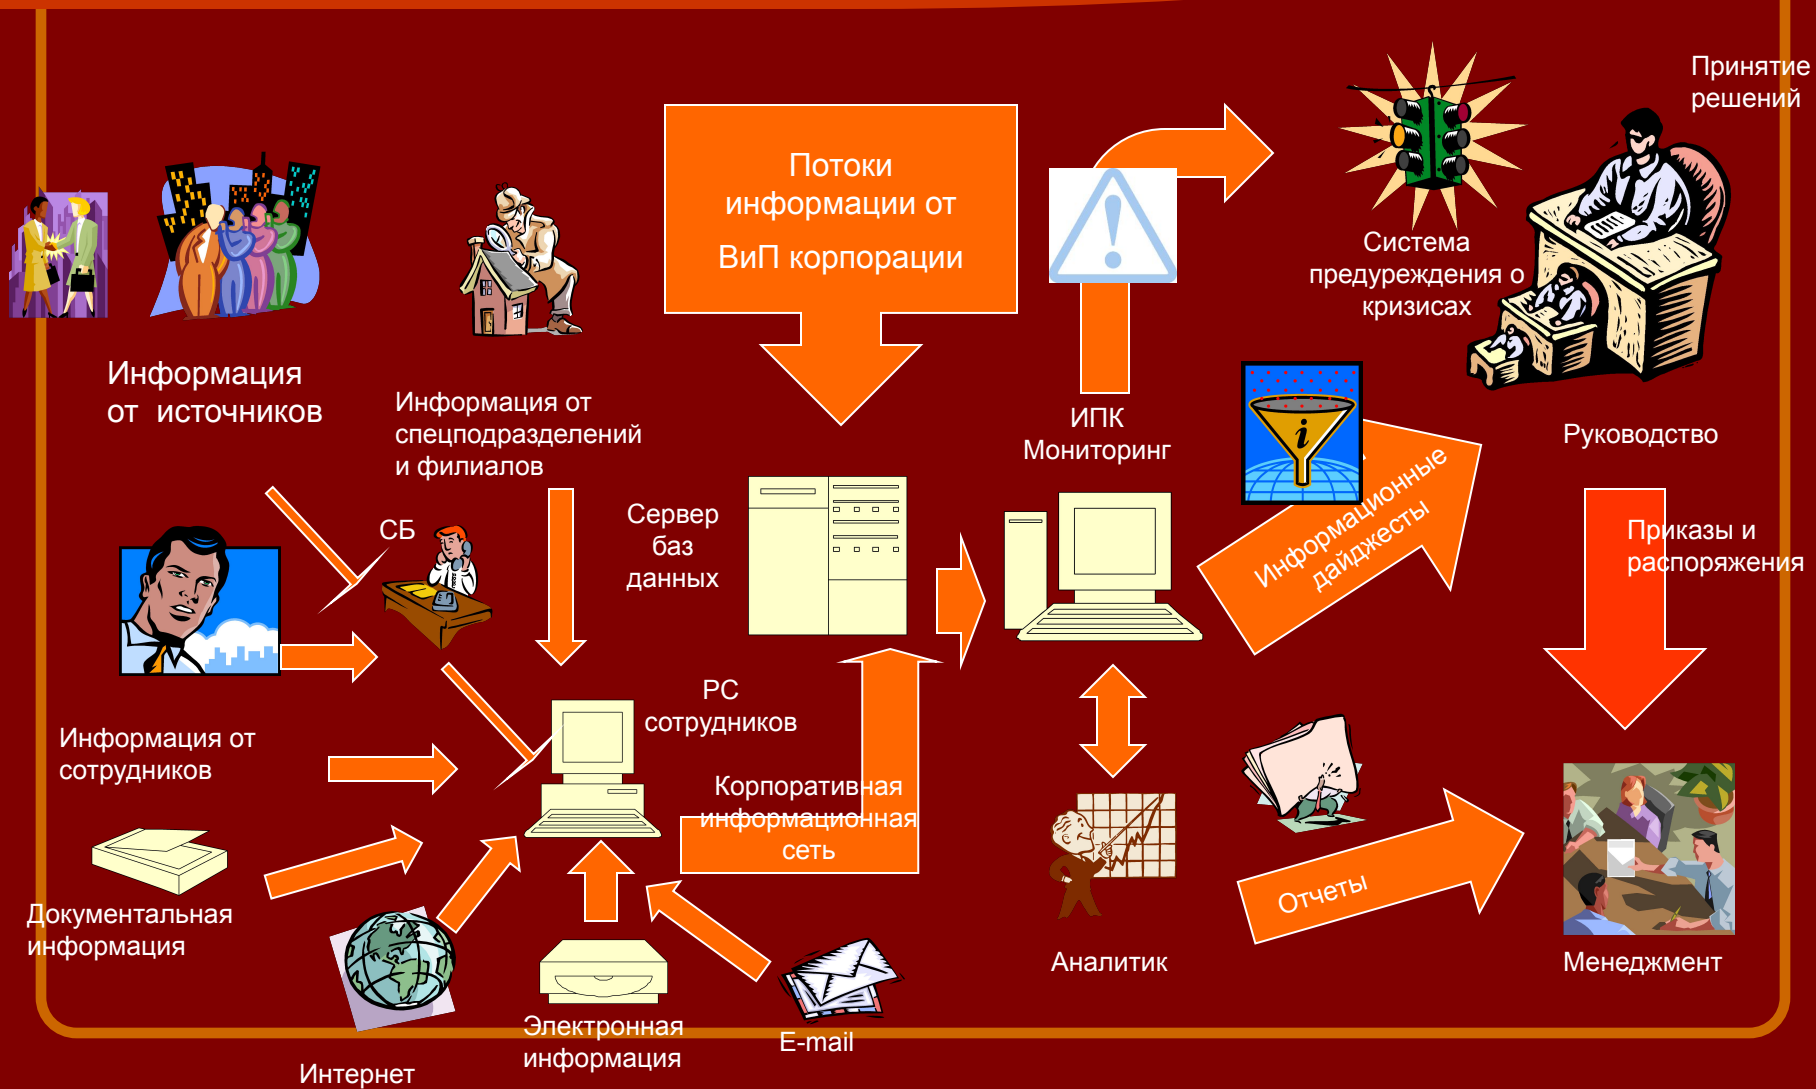 Принятие
решений
Потоки
информации от
ВиП корпорации
Система
предуреждения о
кризисах
Информация
от источников
Информация от
спецподразделений
и филиалов
ИПК
Мониторинг
Руководство
Информационные
дайджесты
СБ
Сервер
баз
данных
Приказы и
распоряжения
РС
сотрудников
Информация от
сотрудников
Корпоративная
информационная
сеть
Отчеты
Документальная
информация
Аналитик
Менеджмент
Электронная
информация
E-mail
Интернет